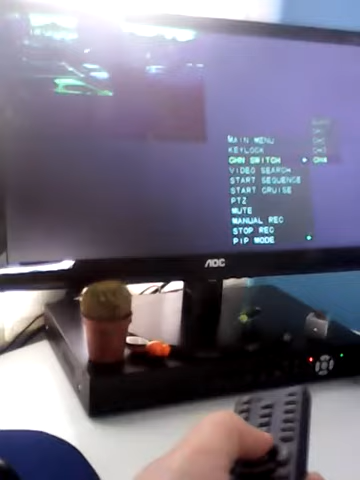 MAIN MENU
KEYLOCK
CHN SWITCH CH4
VIDEO SEARCH
START SEQUENCE
START CRUISE
PTZ
MUTE
MANUAL REC
STOP REC
PIP MODE
AOC